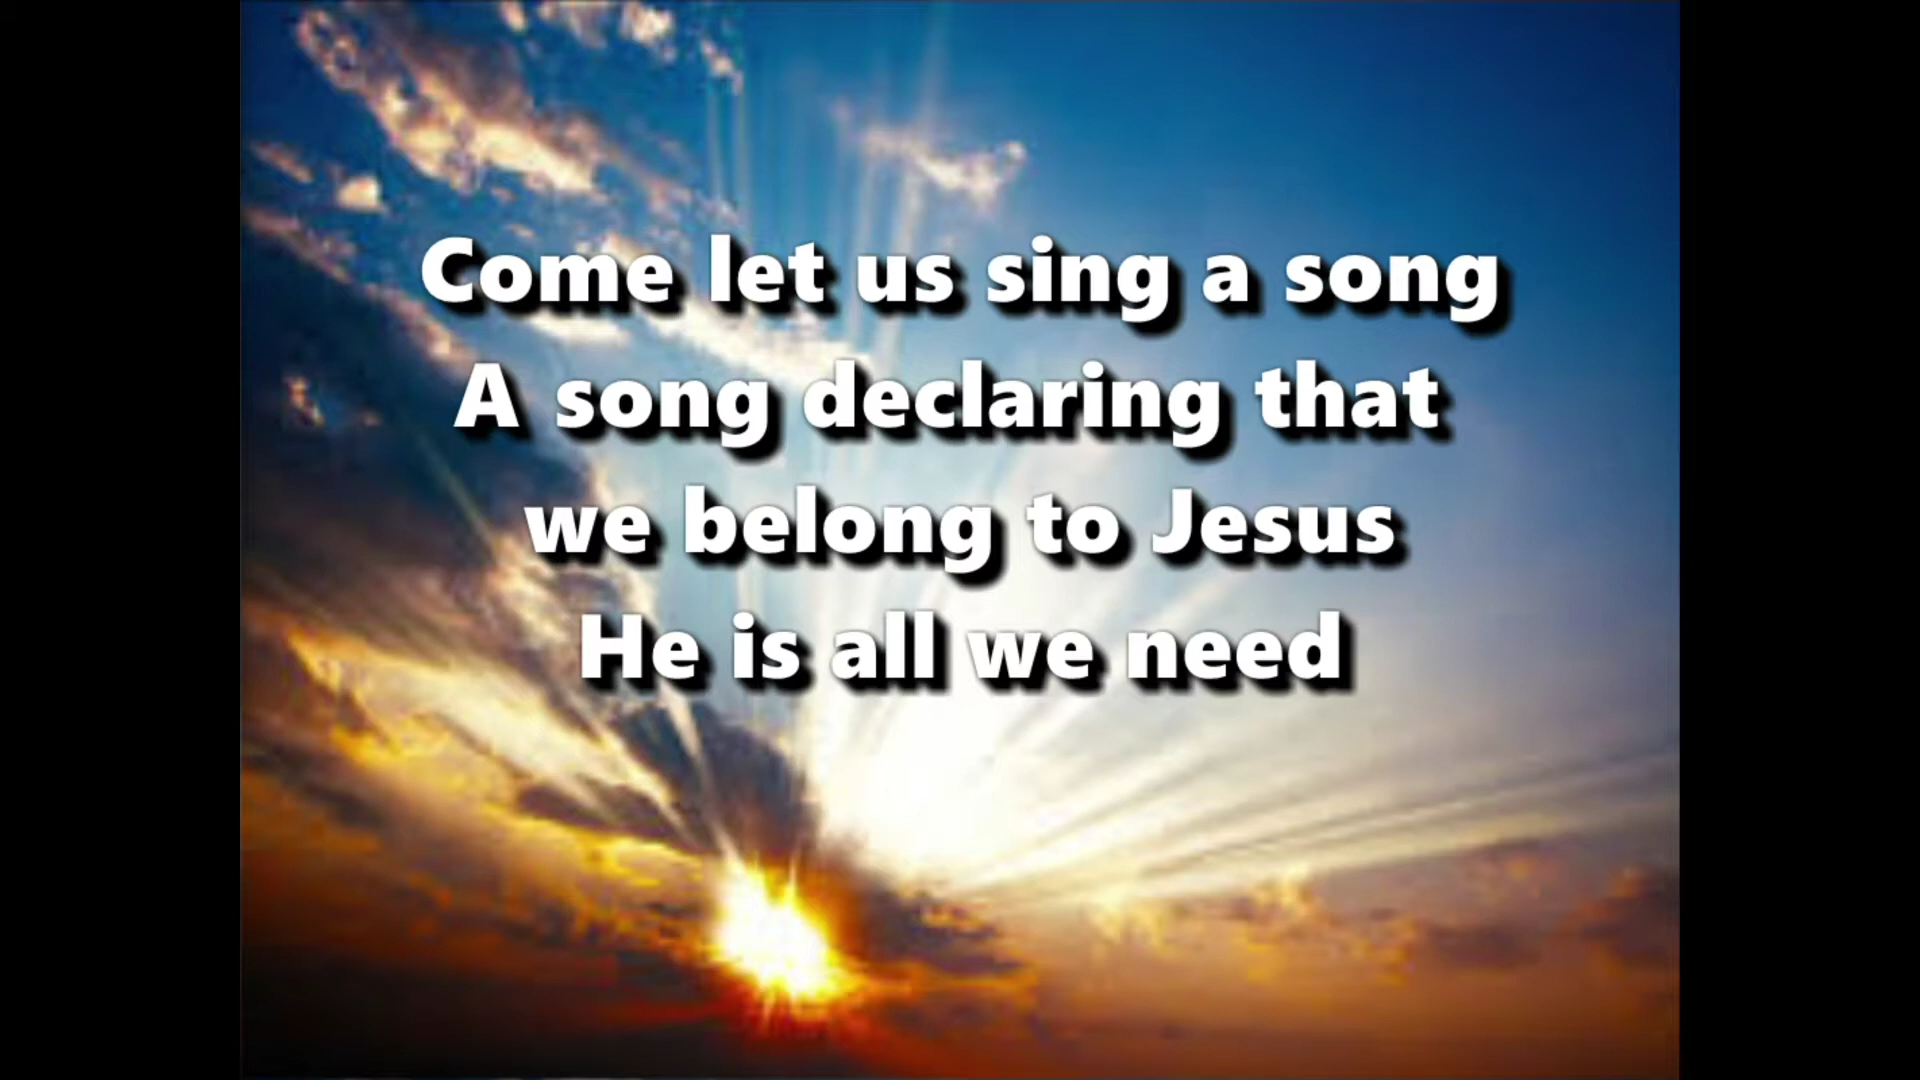 Come let us sing a song
A song declaring that
we belong to Jesus
He is all we need